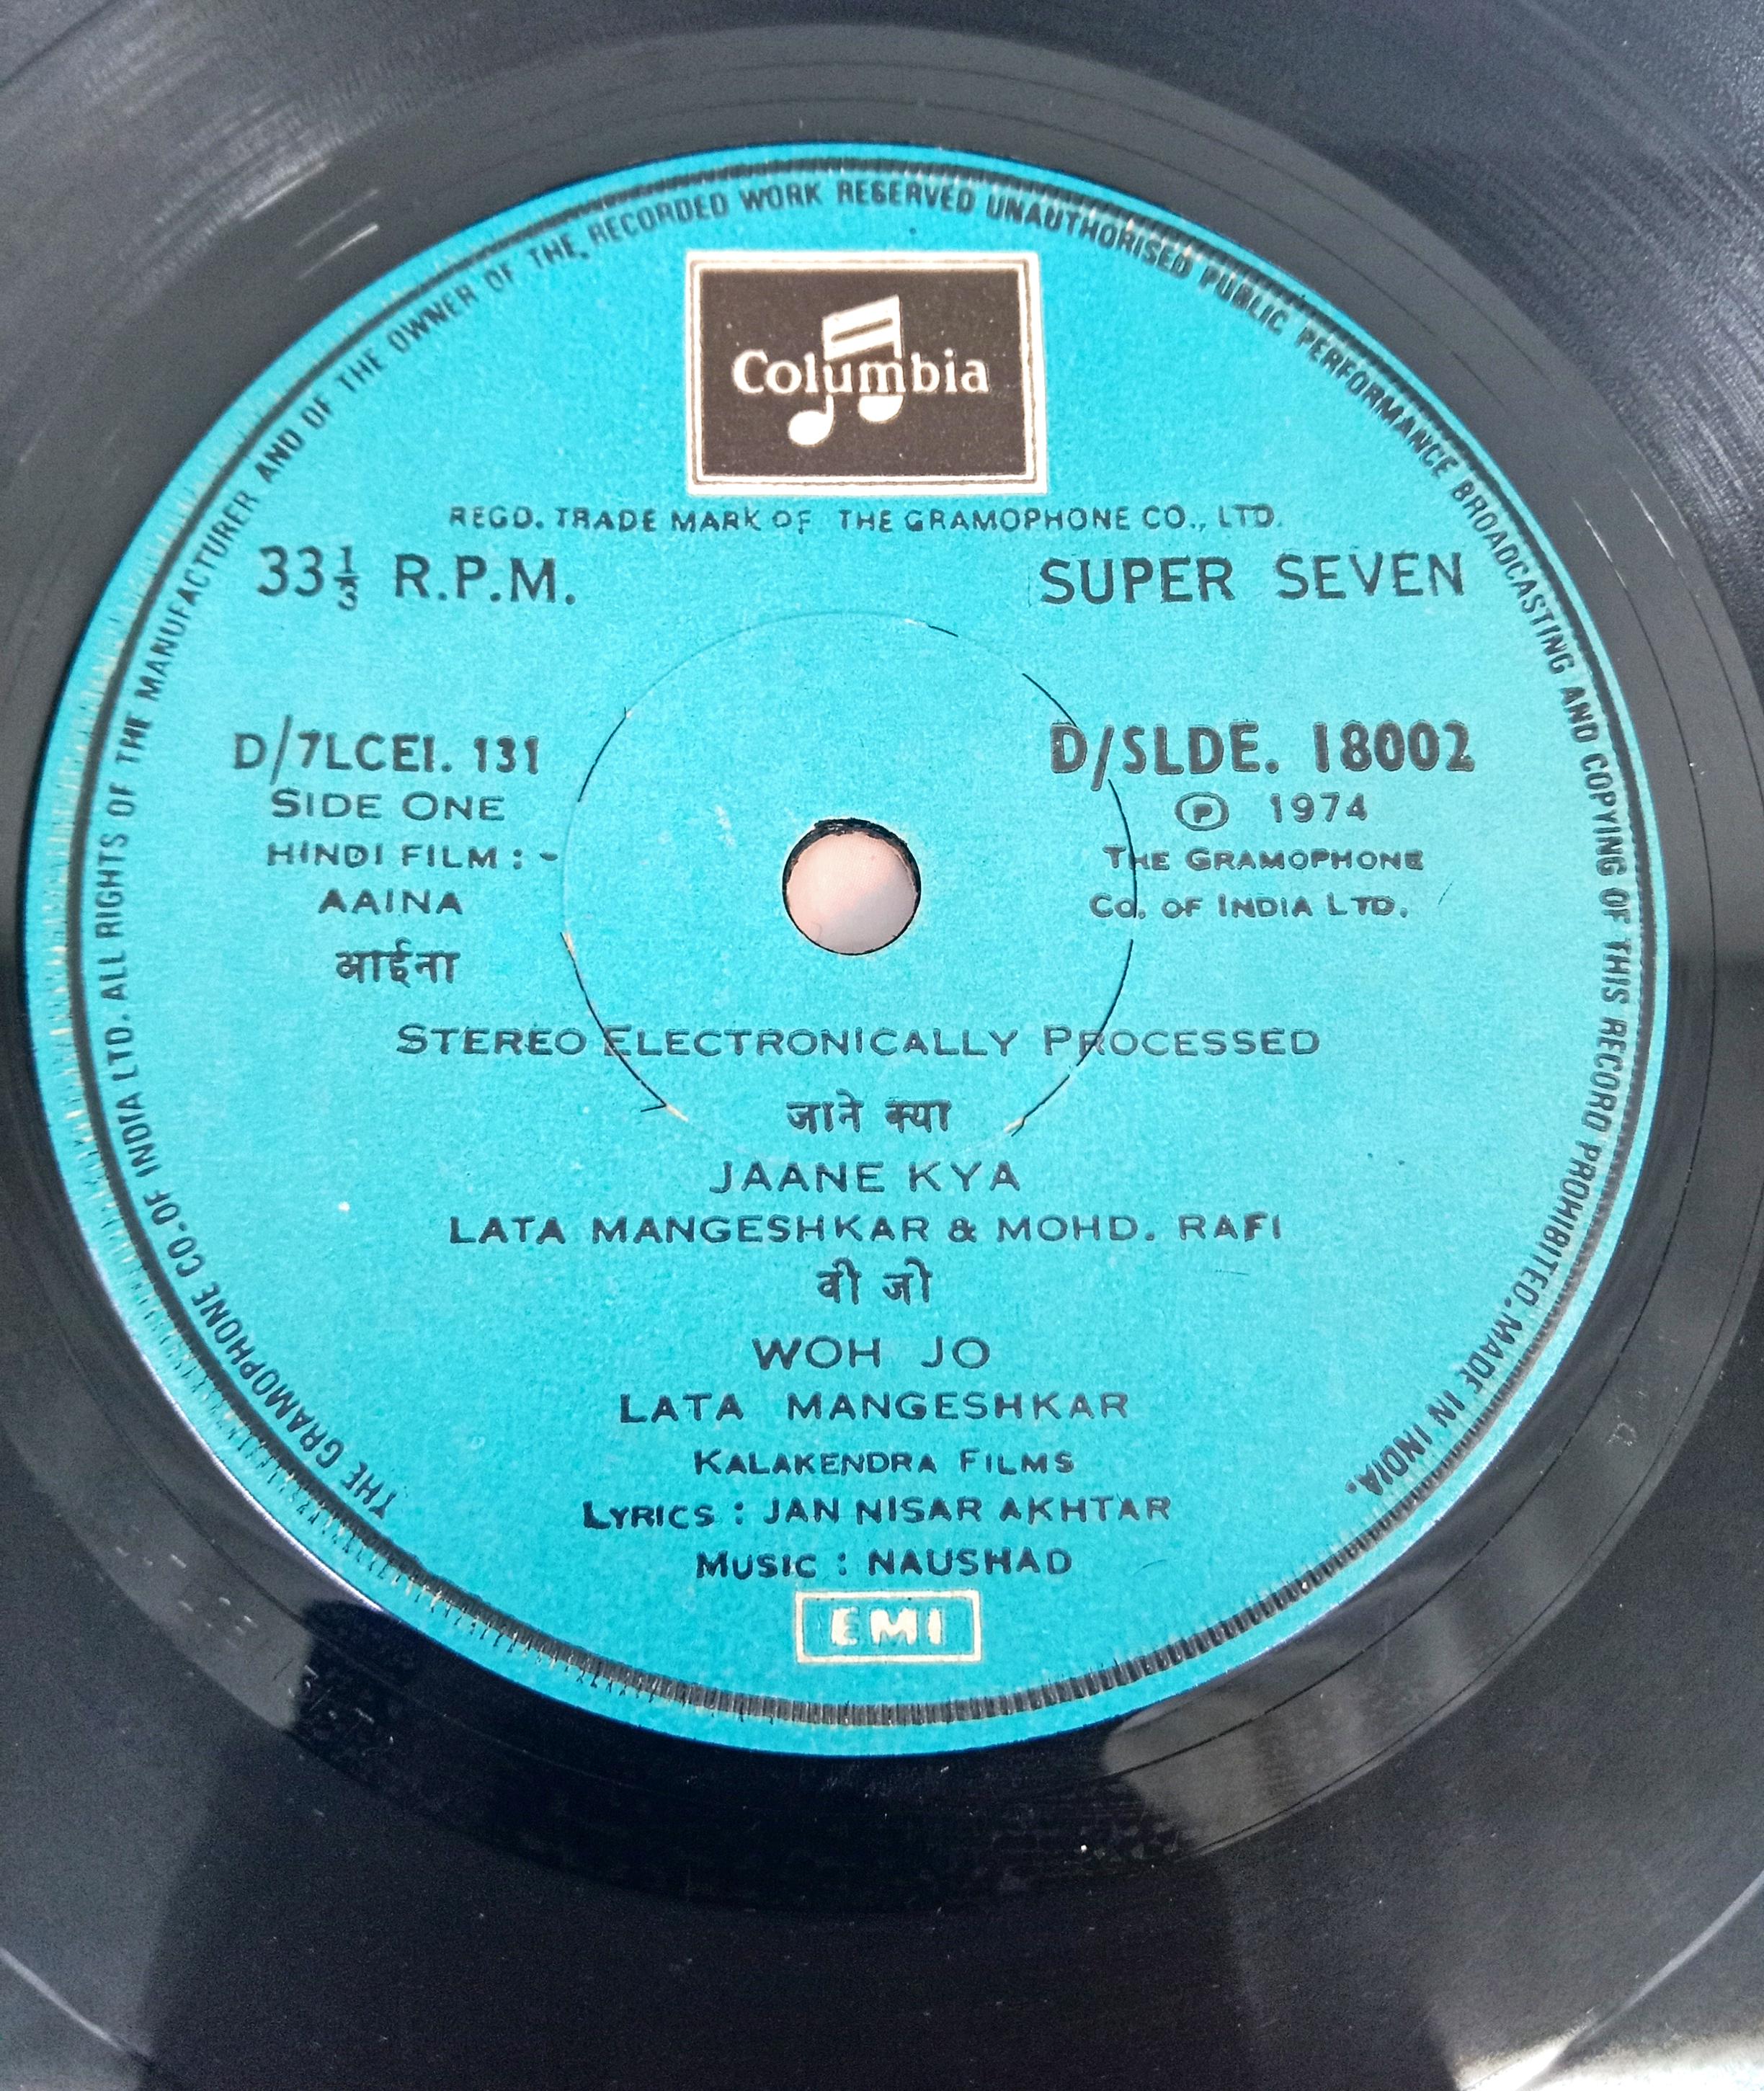 THE GRAMOPHONE CO. OF INDIA LTD. ALL RIGHTS OF THE MANUFACTURER AND OF THE OWNER OF THE RECORDED WORK RESERVED UNAUTHORISED PUBLIC PERFORMANCE BROADCASTING AND COPYING OF THIS RECORD PROHIBITED. MADE IN INDIA.
Columbia
REGD. TRADE MARK OF THE GRAMOPHONE CO., LTD.
33⅓ R.P.M. SUPER SEVEN
D/7LCEI. 131 D/SLDE. 18002
SIDE ONE ℗ 1974
HINDI FILM : - THE GRAMOPHONE
AAINA CO. OF INDIA LTD.
आईना
STEREO ELECTRONICALLY PROCESSED
जाने क्या
JAANE KYA
LATA MANGESHKAR & MOHD. RAFI
वी जो
WOH JO
LATA MANGESHKAR
KALAKENDRA FILMS
LYRICS : JAN NISAR AKHTAR
MUSIC : NAUSHAD
EMI